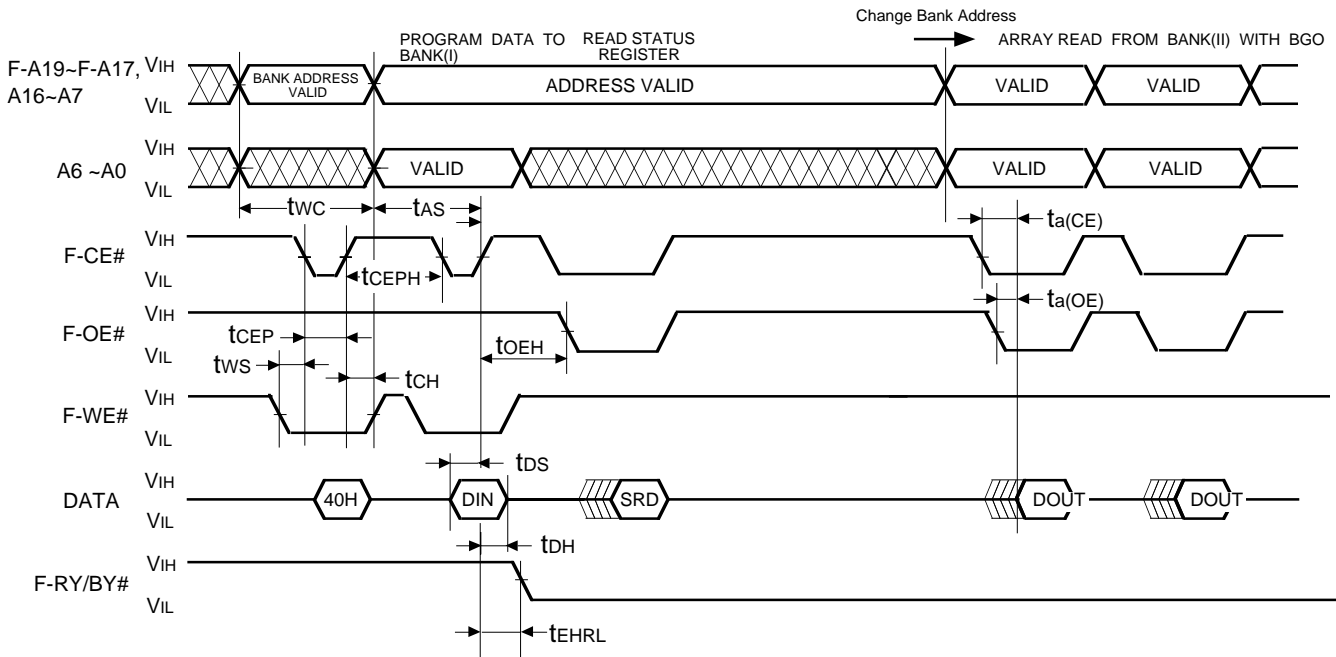 Change Bank Address
PROGRAM DATA TO BANK(I)
READ STATUS REGISTER
ARRAY READ FROM BANK(II) WITH BGO
F-A19~F-A17,
A16~A7
VIH
VIL
BANK ADDRESS
VALID
ADDRESS VALID
VALID
VALID
A6 ~A0
VIH
VIL
VALID
VALID
VALID
tWC
tAS
ta(CE)
F-CE#
VIH
VIL
tCEPH
ta(OE)
F-OE#
VIH
VIL
tCEP
tOEH
tWS
tCH
F-WE#
VIH
VIL
tDS
DATA
VIH
VIL
40H
DIN
SRD
DOUT
DOUT
tDH
F-RY/BY#
VIH
VIL
tEHRL